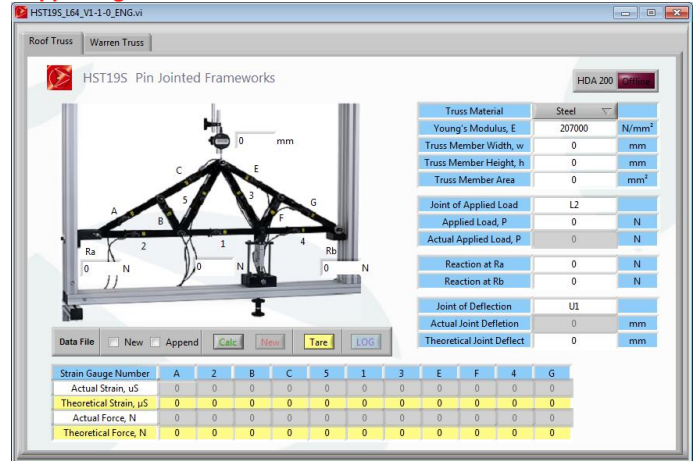 HST19S_L64_V1-1-0_ENG.vi
Roof Truss Warren Truss
HST19S Pin Jointed Frameworks
HDA 200 Offline
0 mm
C E
5 3
A B F G
2 1 4
Ra Rb
0 N 0 N 0 N
Truss Material Steel
Young's Modulus, E 207000 N/mm²
Truss Member Width, w 0 mm
Truss Member Height, h 0 mm
Truss Member Area 0 mm²
Joint of Applied Load L2
Applied Load, P 0 N
Actual Applied Load, P 0 N
Reaction at Ra 0 N
Reaction at Rb 0 N
Joint of Deflection U1
Actual Joint Defletion 0 mm
Theoretical Joint Deflect 0 mm
Data File New Append Calc New Tare LOG
Strain Gauge Number A 2 B C 5 1 3 E F 4 G
Actual Strain, uS 0 0 0 0 0 0 0 0 0 0 0
Theoretical Strain, µS 0 0 0 0 0 0 0 0 0 0 0
Actual Force, N 0 0 0 0 0 0 0 0 0 0 0
Theoretical Force, N 0 0 0 0 0 0 0 0 0 0 0